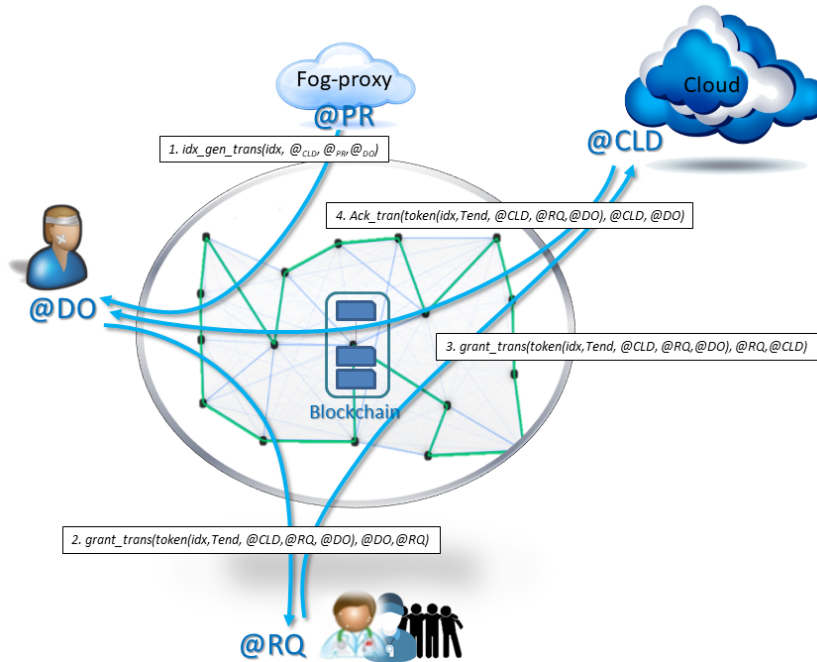 Fog-proxy
@PR
Cloud
@CLD
1. idx_gen_trans(idx, @CLD, @PR,@DO)
4. Ack_tran(token(idx,Tend, @CLD, @RQ,@DO), @CLD, @DO)
@DO
3. grant_trans(token(idx,Tend, @CLD, @RQ,@DO), @RQ,@CLD)
Blockchain
2. grant_trans(token(idx,Tend, @CLD,@RQ, @DO), @DO,@RQ)
@RQ